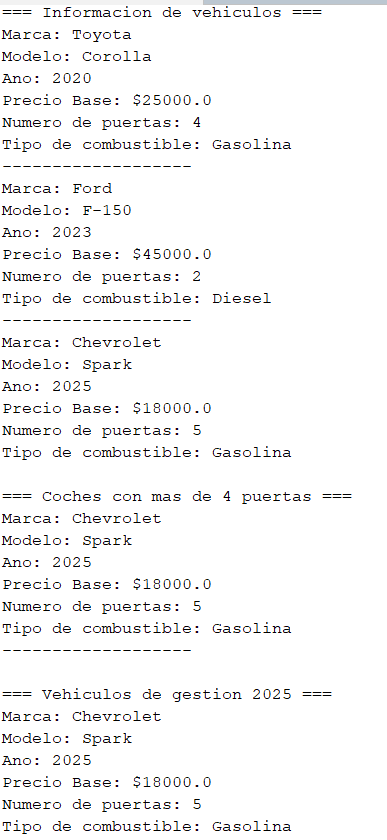 === Informacion de vehiculos ===
Marca: Toyota
Modelo: Corolla
Ano: 2020
Precio Base: $25000.0
Numero de puertas: 4
Tipo de combustible: Gasolina
-------------------
Marca: Ford
Modelo: F-150
Ano: 2023
Precio Base: $45000.0
Numero de puertas: 2
Tipo de combustible: Diesel
-------------------
Marca: Chevrolet
Modelo: Spark
Ano: 2025
Precio Base: $18000.0
Numero de puertas: 5
Tipo de combustible: Gasolina

=== Coches con mas de 4 puertas ===
Marca: Chevrolet
Modelo: Spark
Ano: 2025
Precio Base: $18000.0
Numero de puertas: 5
Tipo de combustible: Gasolina
-------------------

=== Vehiculos de gestion 2025 ===
Marca: Chevrolet
Modelo: Spark
Ano: 2025
Precio Base: $18000.0
Numero de puertas: 5
Tipo de combustible: Gasolina